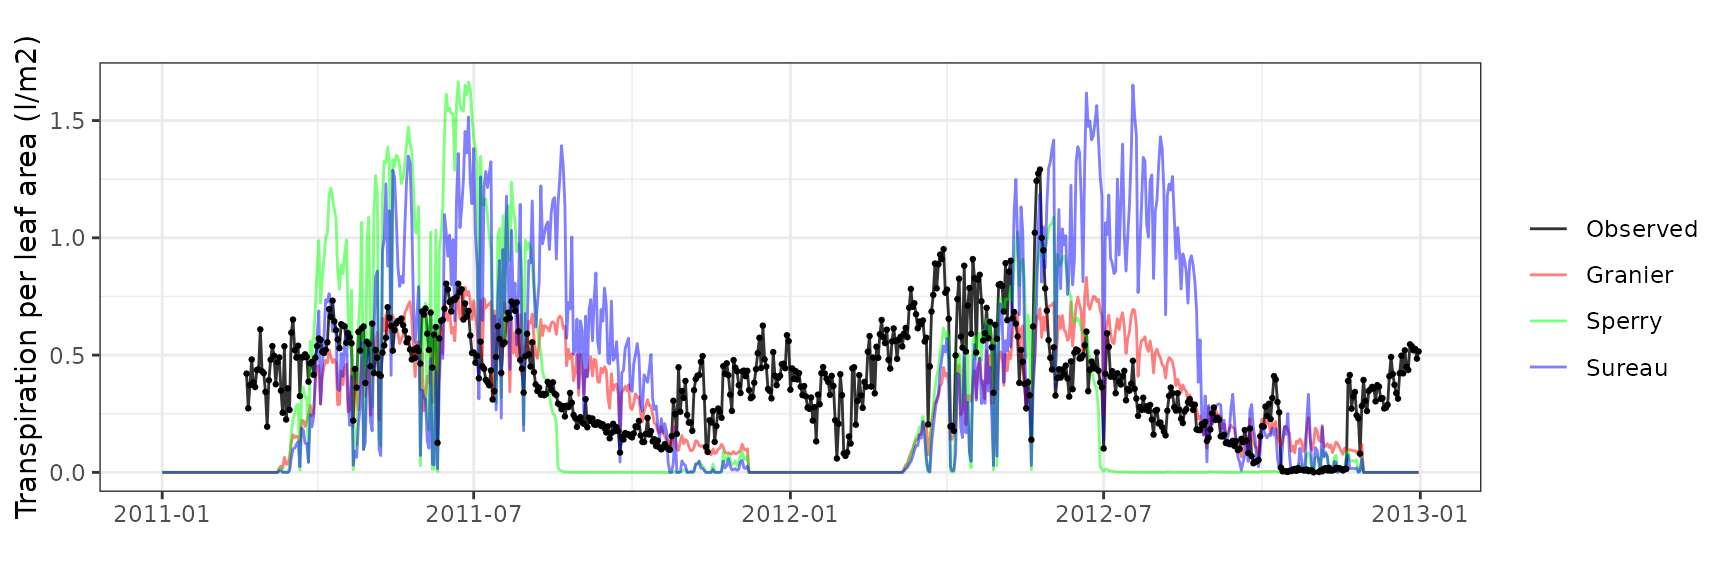 Transpiration per leaf area (l/m2)
1.5
1.0
0.5
0.0
2011-01
2011-07
2012-01
2012-07
2013-01
Observed
Granier
Sperry
Sureau